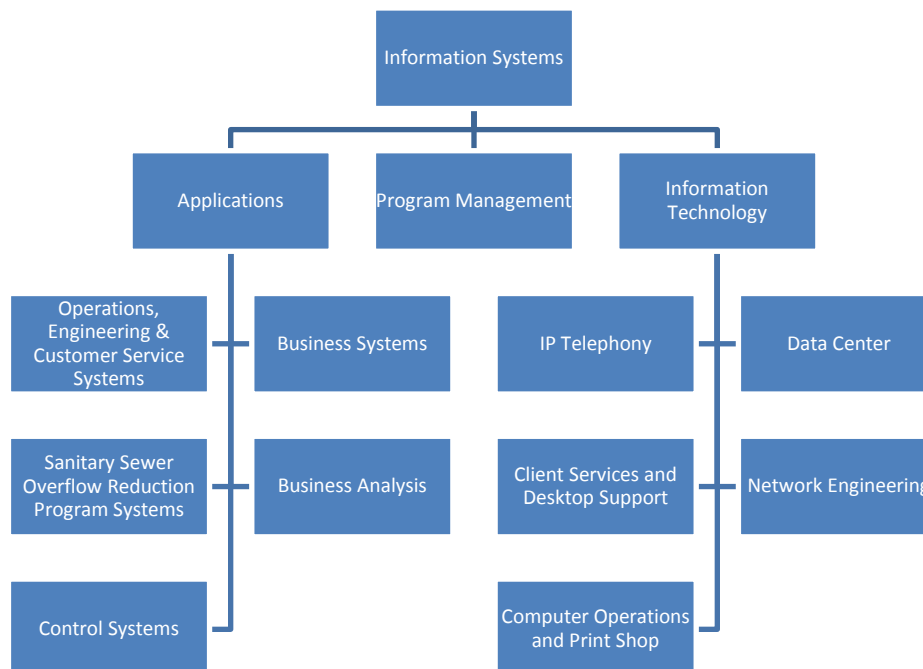 Information Systems
Applications
Program Management
Information
Technology
Operations,
Engineering &
Customer Service
Systems
Business Systems
IP Telephony
Data Center
Sanitary Sewer
Overflow Reduction
Program Systems
Business Analysis
Client Services and
Desktop Support
Network Engineering
Control Systems
Computer Operations
and Print Shop